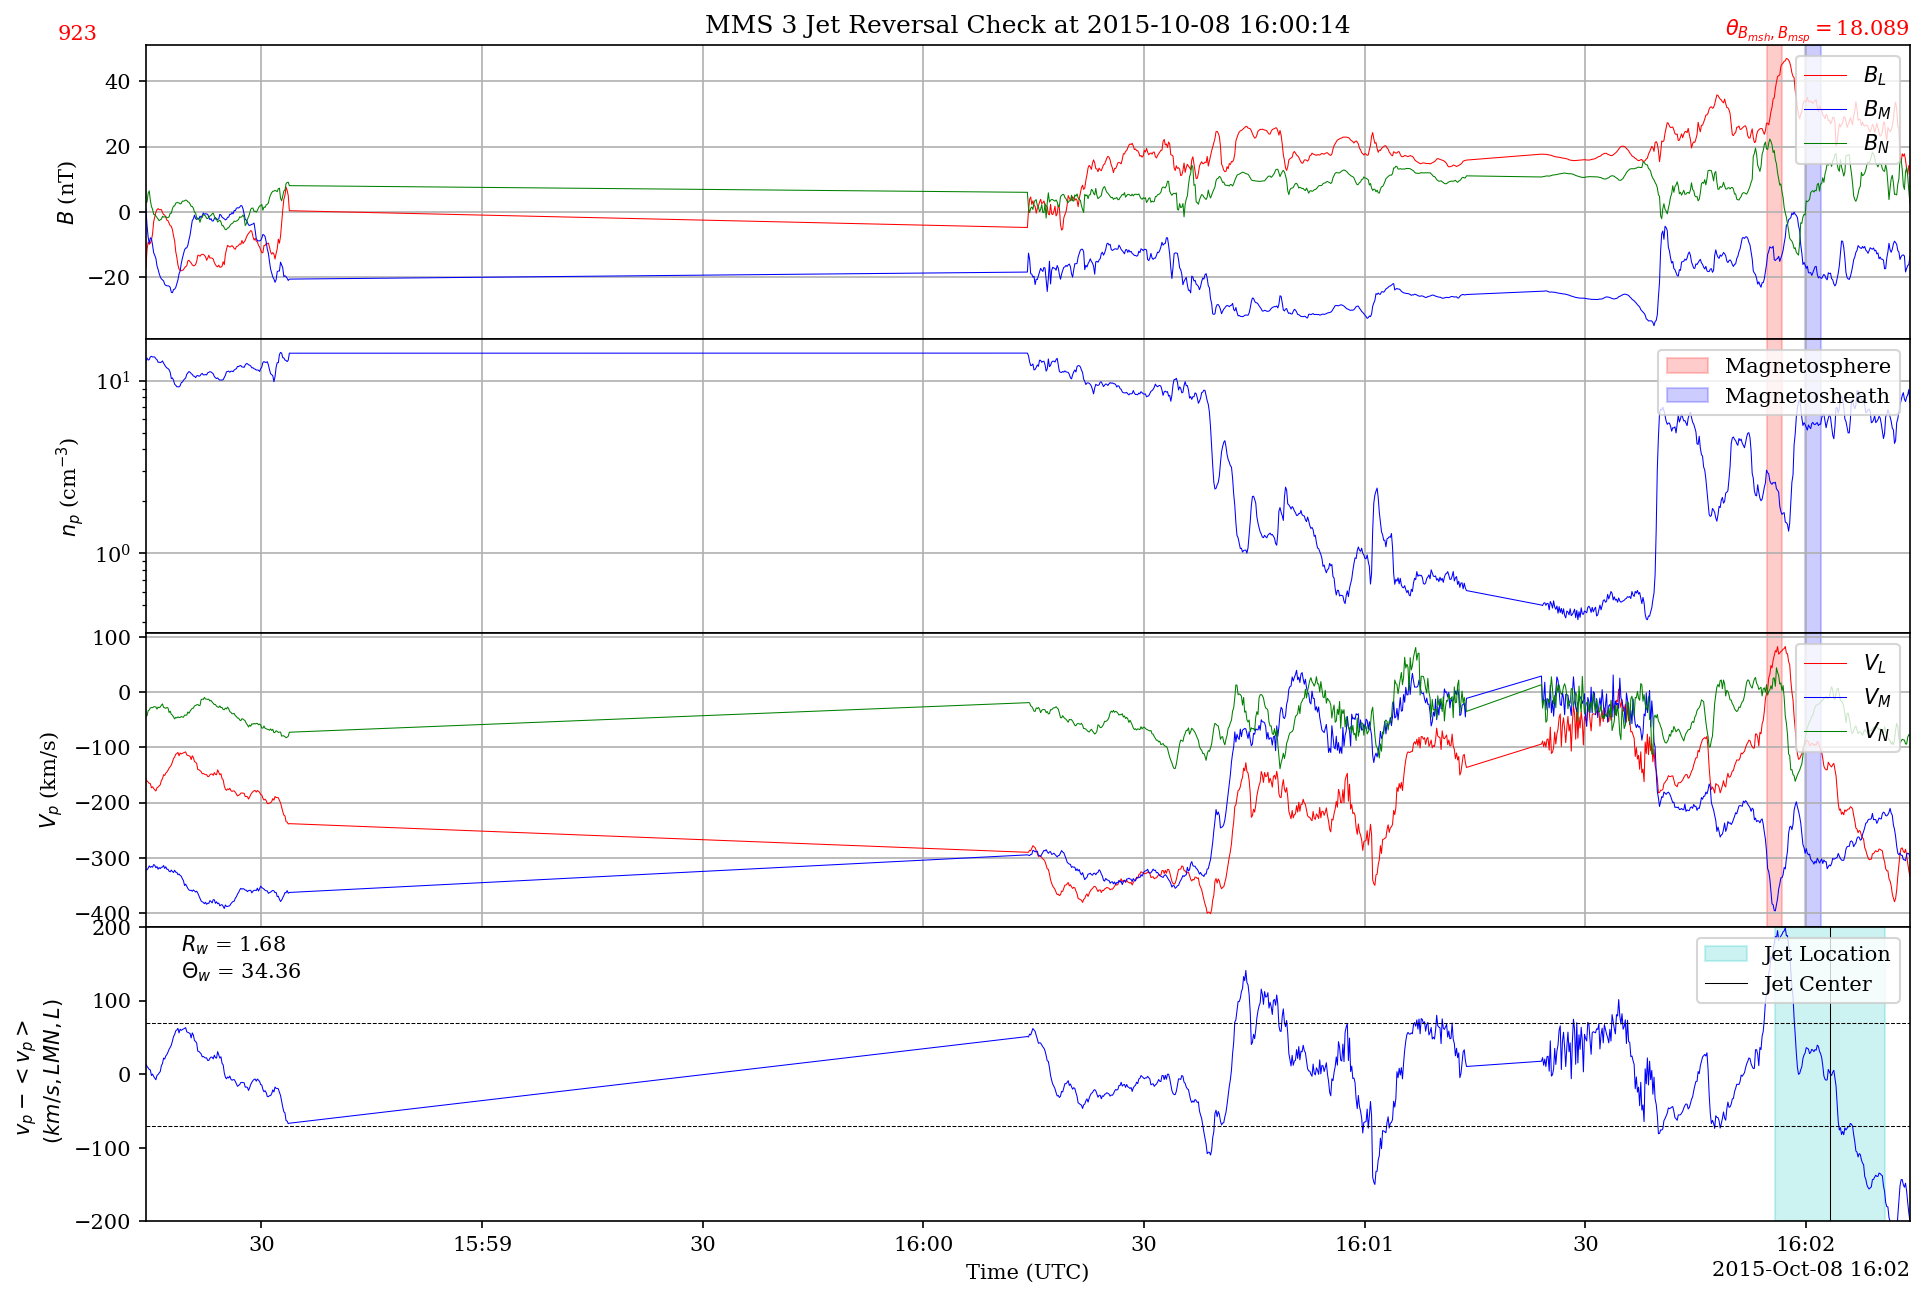 923
MMS 3 Jet Reversal Check at 2015-10-08 16:00:14
θ_{B_{msh}, B_{msp}} = 18.089
40
20
0
−20
B (nT)
B_L
B_M
B_N
10^1
10^0
n_p (cm^{−3})
Magnetosphere
Magnetosheath
100
0
−100
−200
−300
−400
V_p (km/s)
V_L
V_M
V_N
200
100
0
−100
−200
v_p − < v_p >
(km/s, LMN, L)
R_w = 1.68
Θ_w = 34.36
Jet Location
Jet Center
30
15:59
30
16:00
30
16:01
30
16:02
Time (UTC)
2015-Oct-08 16:02